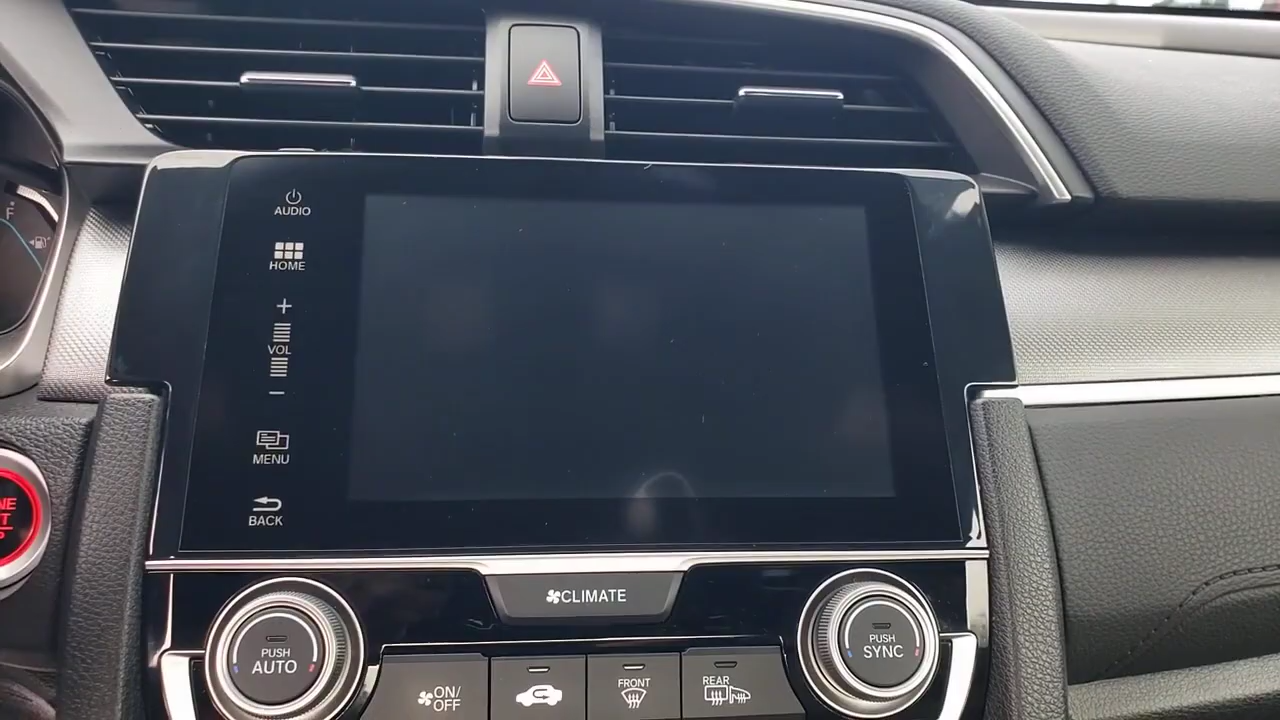 F
AUDIO
HOME
+
VOL
−
MENU
BACK
CLIMATE
PUSH
AUTO
ON/
OFF
FRONT
REAR
PUSH
SYNC